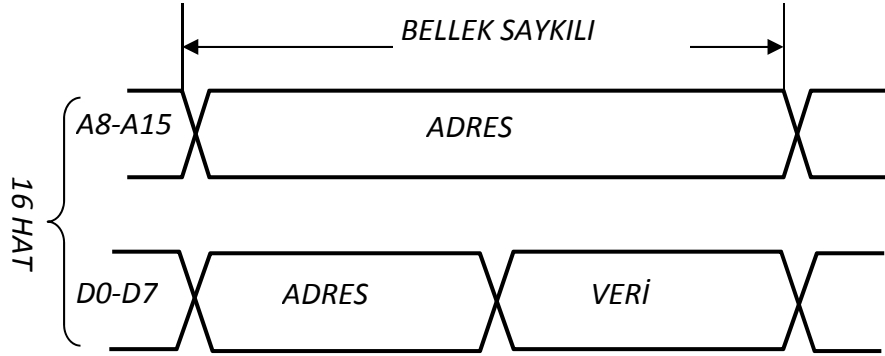 BELLEK SAYKILI
A8-A15
ADRES
16 HAT
D0-D7
ADRES
VERİ